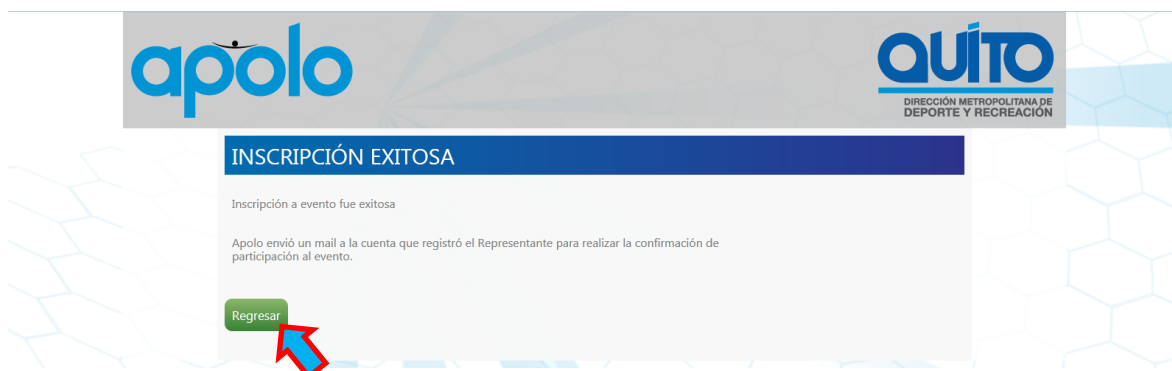 apolo
QUÍTO
DIRECCIÓN METROPOLITANA DE
DEPORTE Y RECREACIÓN
INSCRIPCIÓN EXITOSA
Inscripción a evento fue exitosa
Apolo envió un mail a la cuenta que registró el Representante para realizar la confirmación de
participación al evento.
Regresar